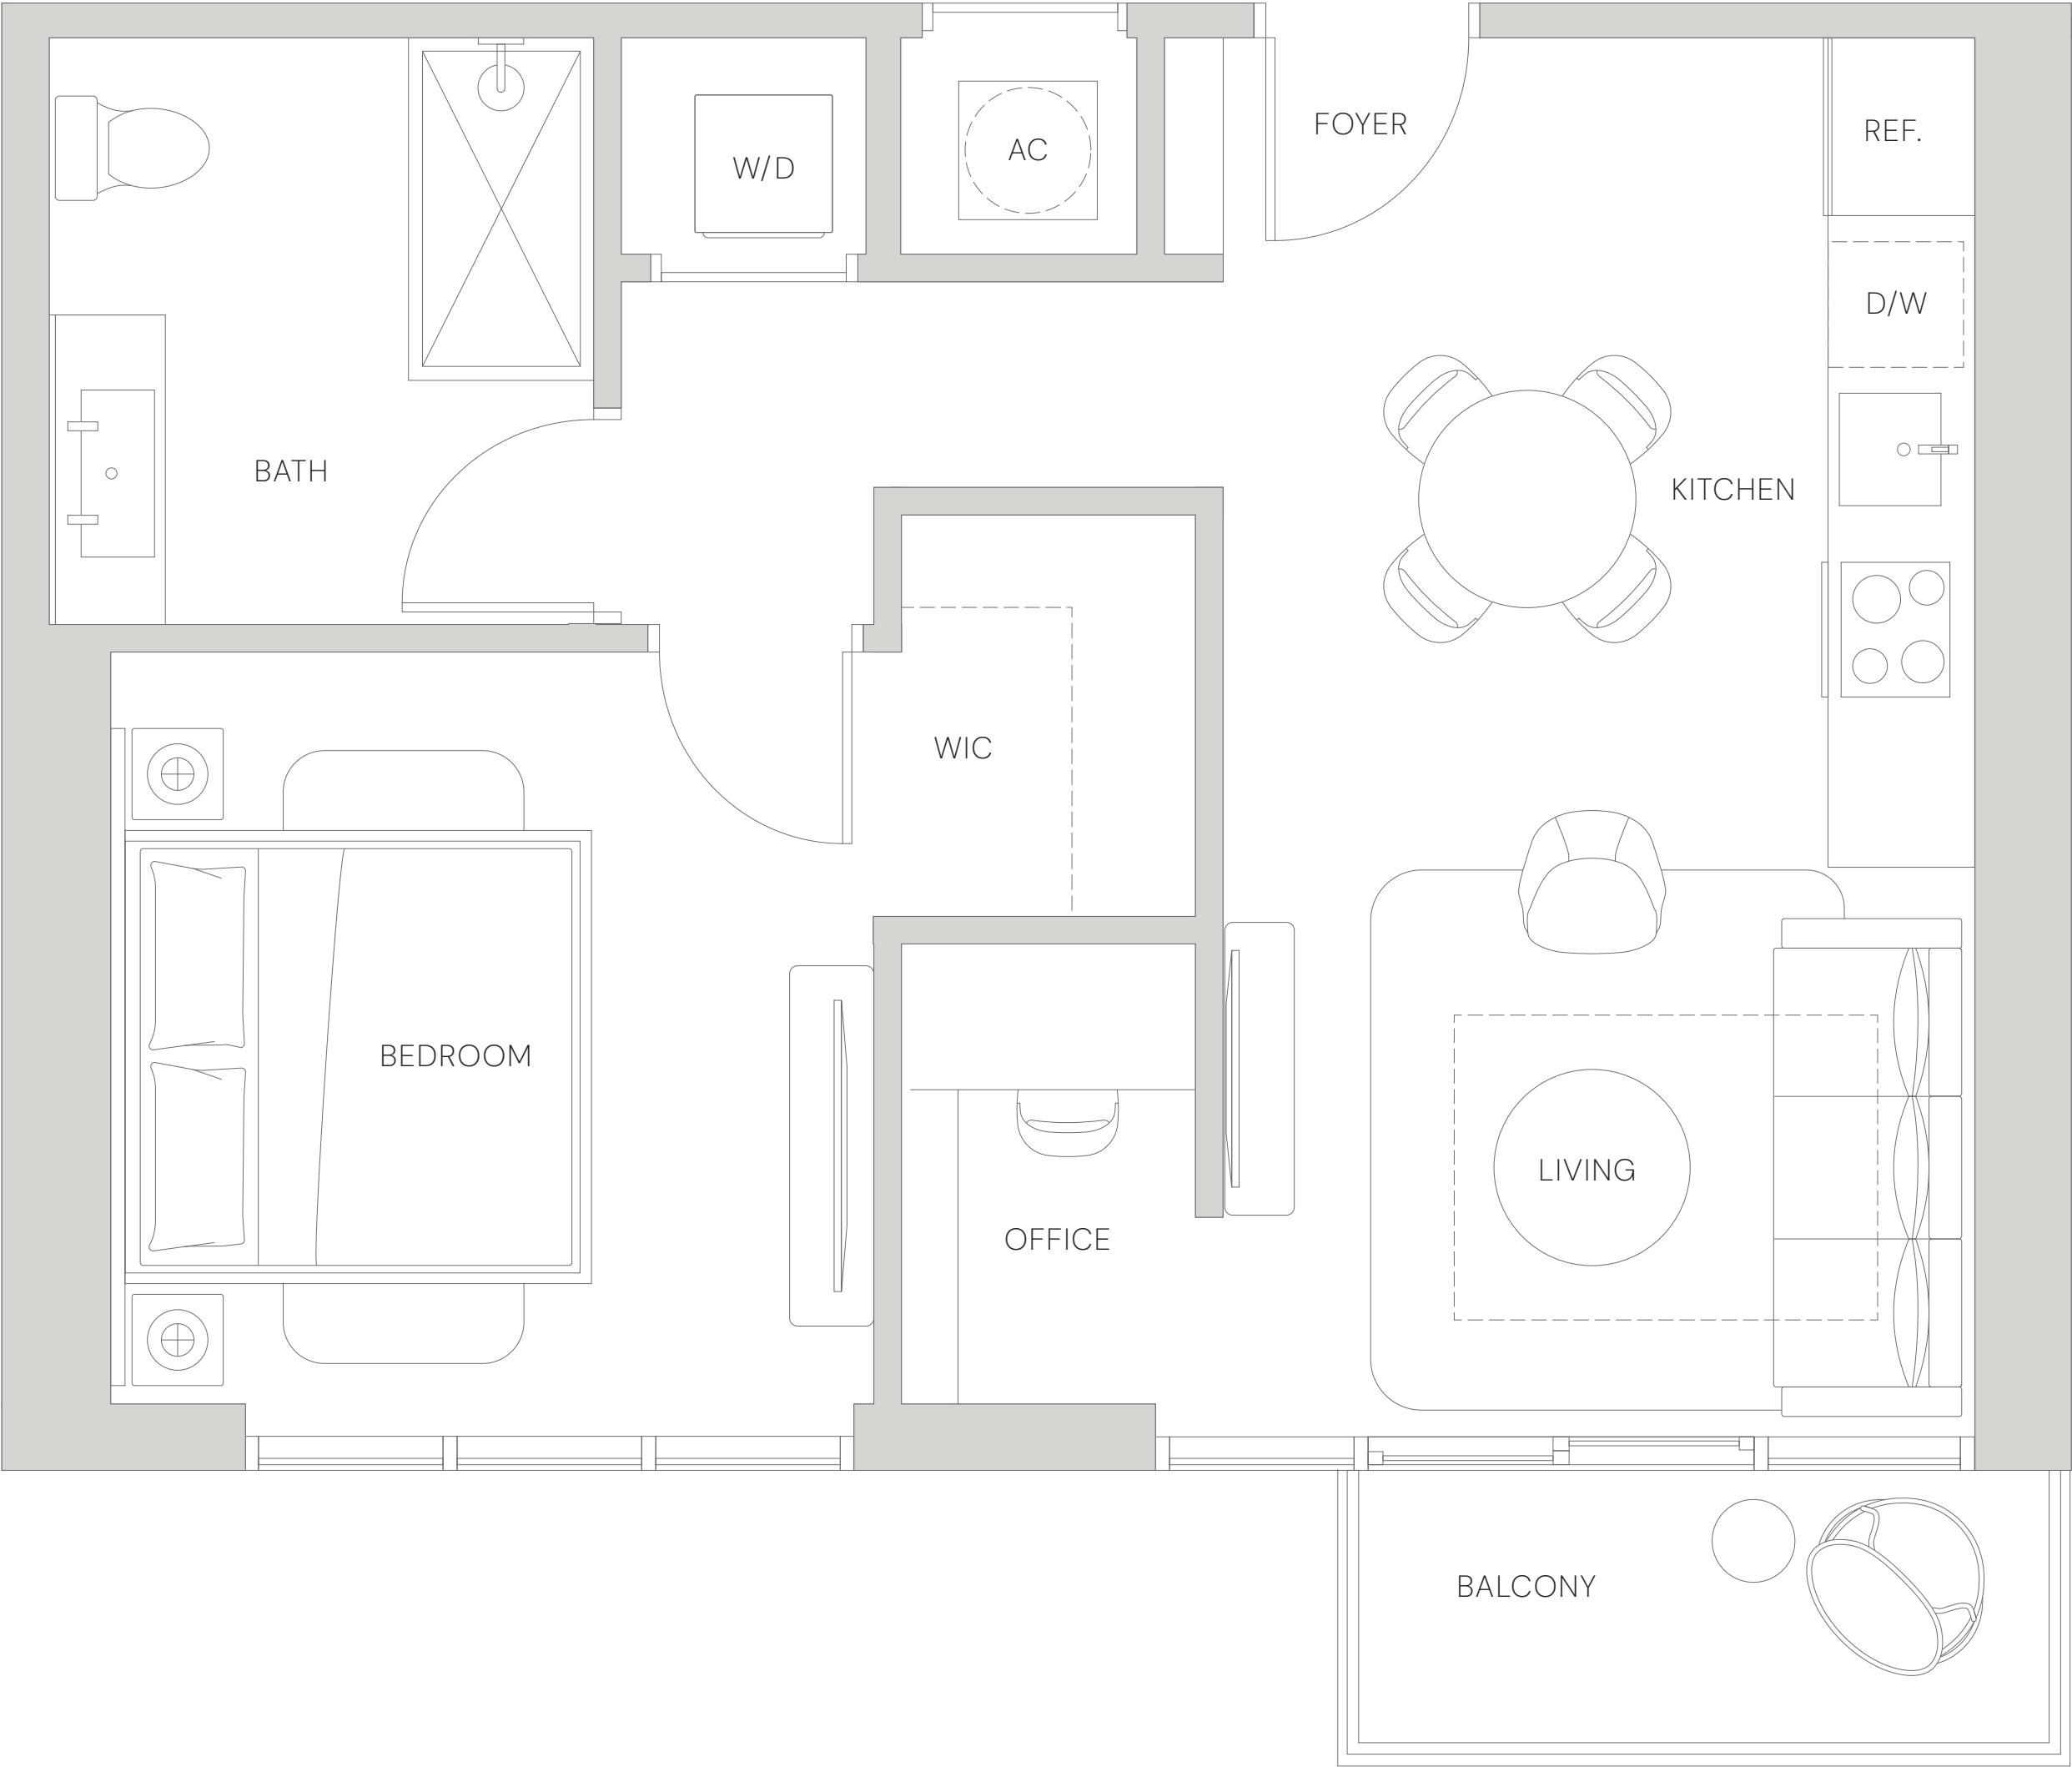 FOYER
REF.
AC
W/D
D/W
BATH
KITCHEN
WIC
BEDROOM
LIVING
OFFICE
BALCONY